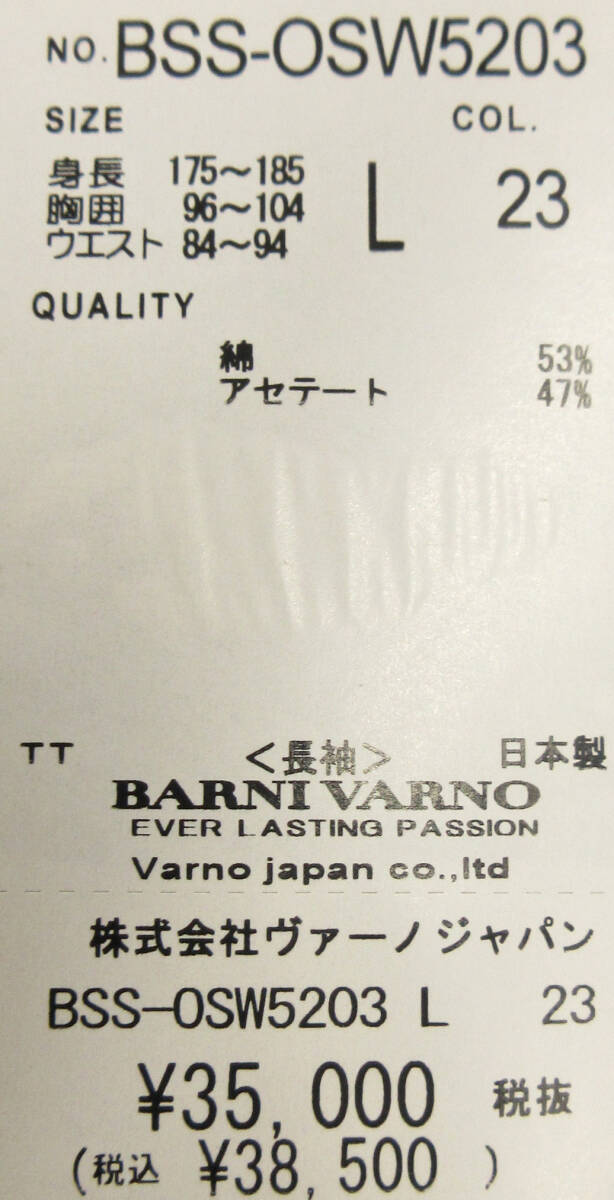 NO. BSS-OSW5203
SIZE COL.
身長 175～185
胸囲 96～104 L 23
ウエスト 84～94
QUALITY
綿 53%
アセテート 47%
TT <長袖> 日本製
BARNI VARNO
EVER LASTING PASSION
Varno japan co.,ltd
株式会社ヴァーノジャパン
BSS-OSW5203 L 23
¥35,000 税抜
(税込 ¥38,500)